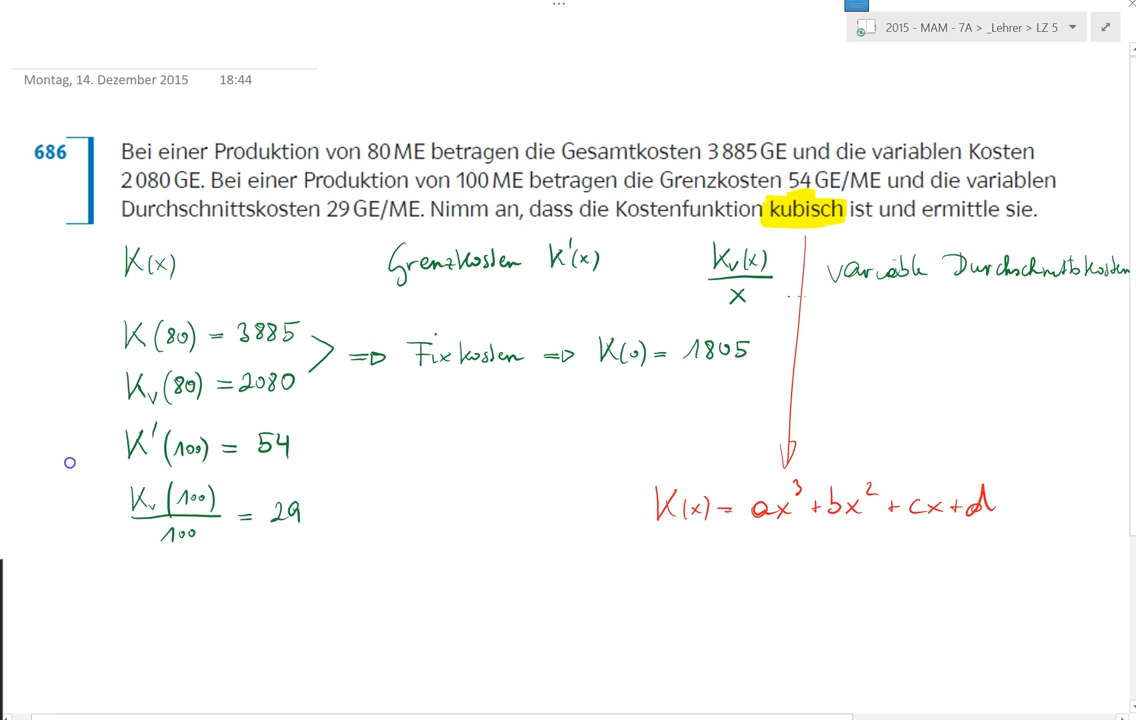 ...
2015 - MAM - 7A > _Lehrer > LZ 5
Montag, 14. Dezember 2015 18:44
686 Bei einer Produktion von 80 ME betragen die Gesamtkosten 3 885 GE und die variablen Kosten
2 080 GE. Bei einer Produktion von 100 ME betragen die Grenzkosten 54 GE/ME und die variablen
Durchschnittskosten 29 GE/ME. Nimm an, dass die Kostenfunktion kubisch ist und ermittle sie.
K(x) Grenzkosten K'(x) Kv(x)/x variable Durchschnittskosten
K(80) = 3885
⇒ Fixkosten ⇒ K(0) = 1805
Kv(80) = 2080
K'(100) = 54
Kv(100)/100 = 29
K(x) = ax³ + bx² + cx + d